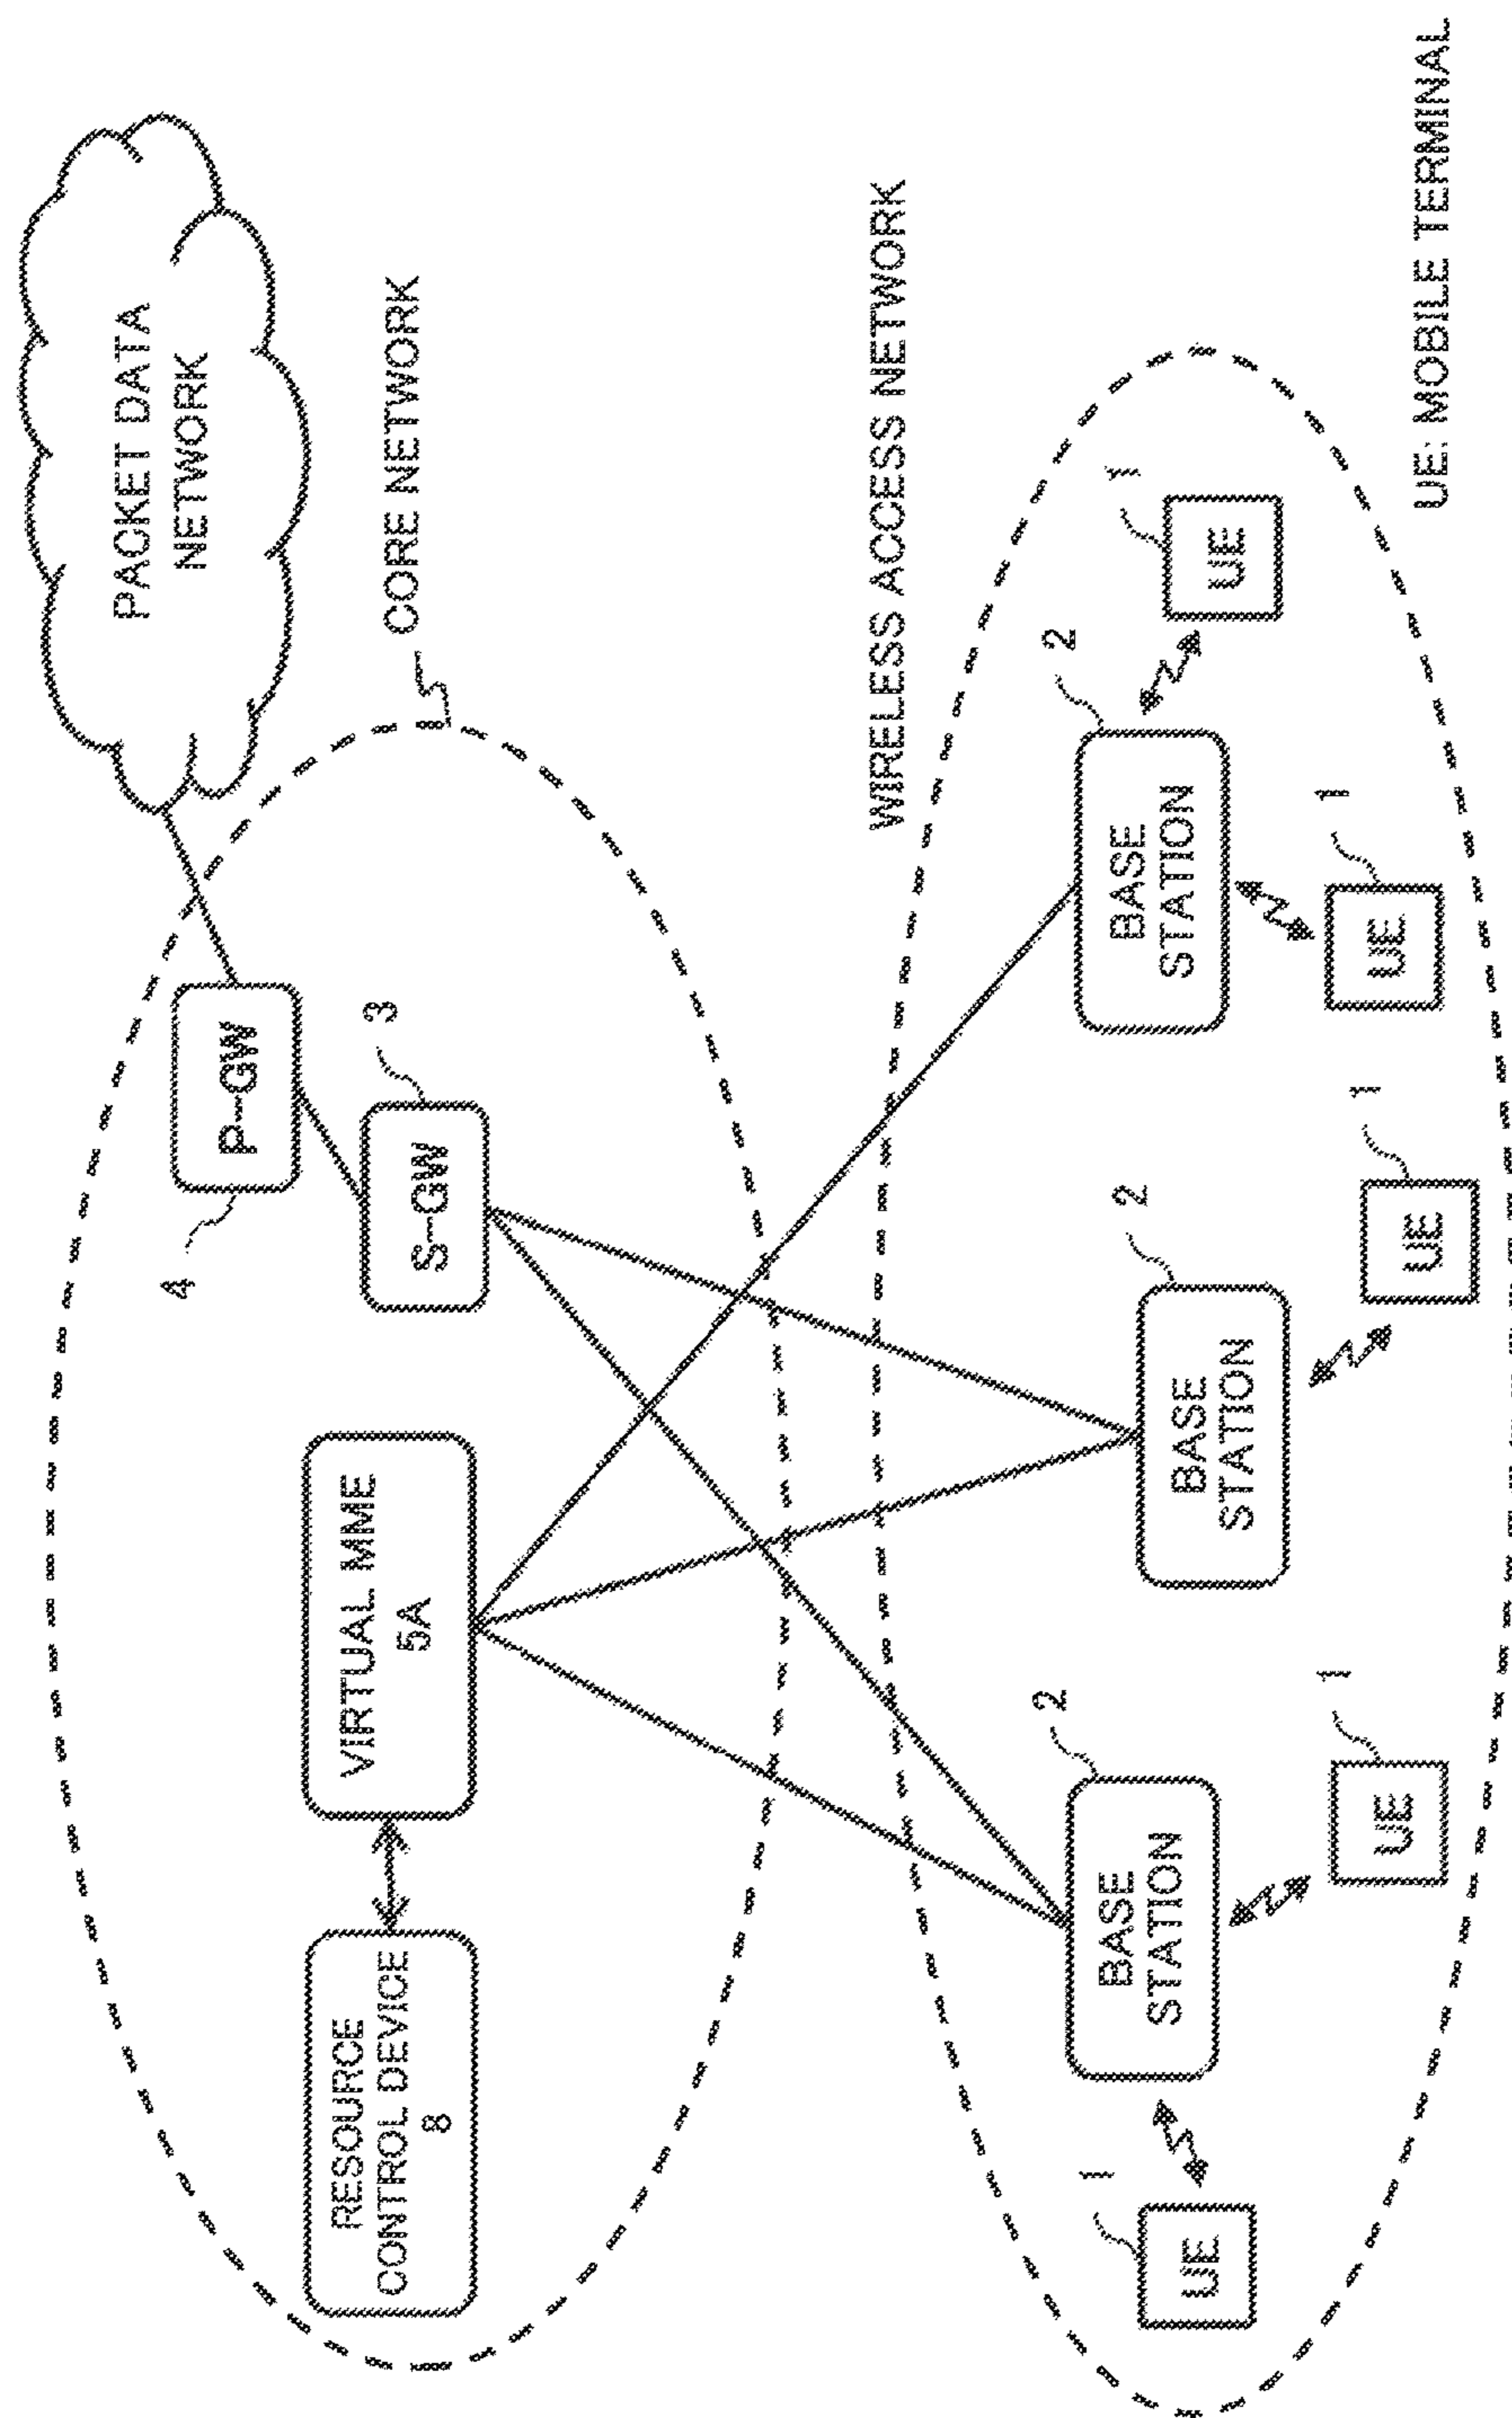 PACKET DATA
NETWORK
CORE NETWORK
4
P-GW
3
S-GW
VIRTUAL MME
5A
RESOURCE
CONTROL DEVICE
8
WIRELESS ACCESS NETWORK
2
BASE
STATION
2
BASE
STATION
2
BASE
STATION
1
UE
1
UE
1
UE
1
UE
1
UE
UE: MOBILE TERMINAL